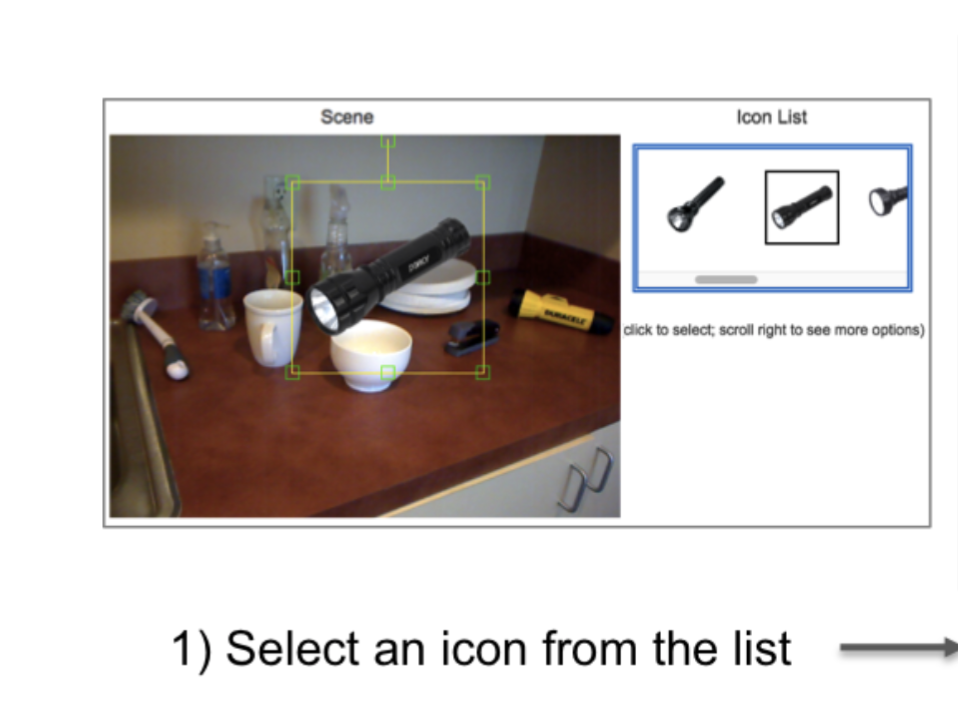 Scene
Icon List
DURACELL
click to select; scroll right to see more options)
1) Select an icon from the list